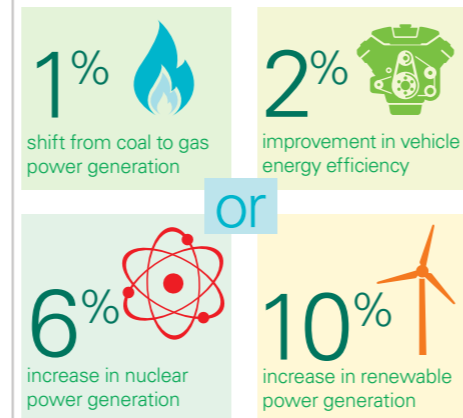 1%
shift from coal to gas
power generation
2%
improvement in vehicle
energy efficiency
or
6%
increase in nuclear
power generation
10%
increase in renewable
power generation